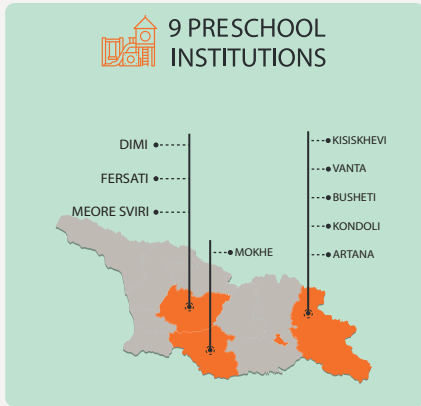 9 PRESCHOOL
INSTITUTIONS
DIMI
FERSATI
MEORE SVIRI
MOKHE
KISISKHEVI
VANTA
BUSHETI
KONDOLI
ARTANA